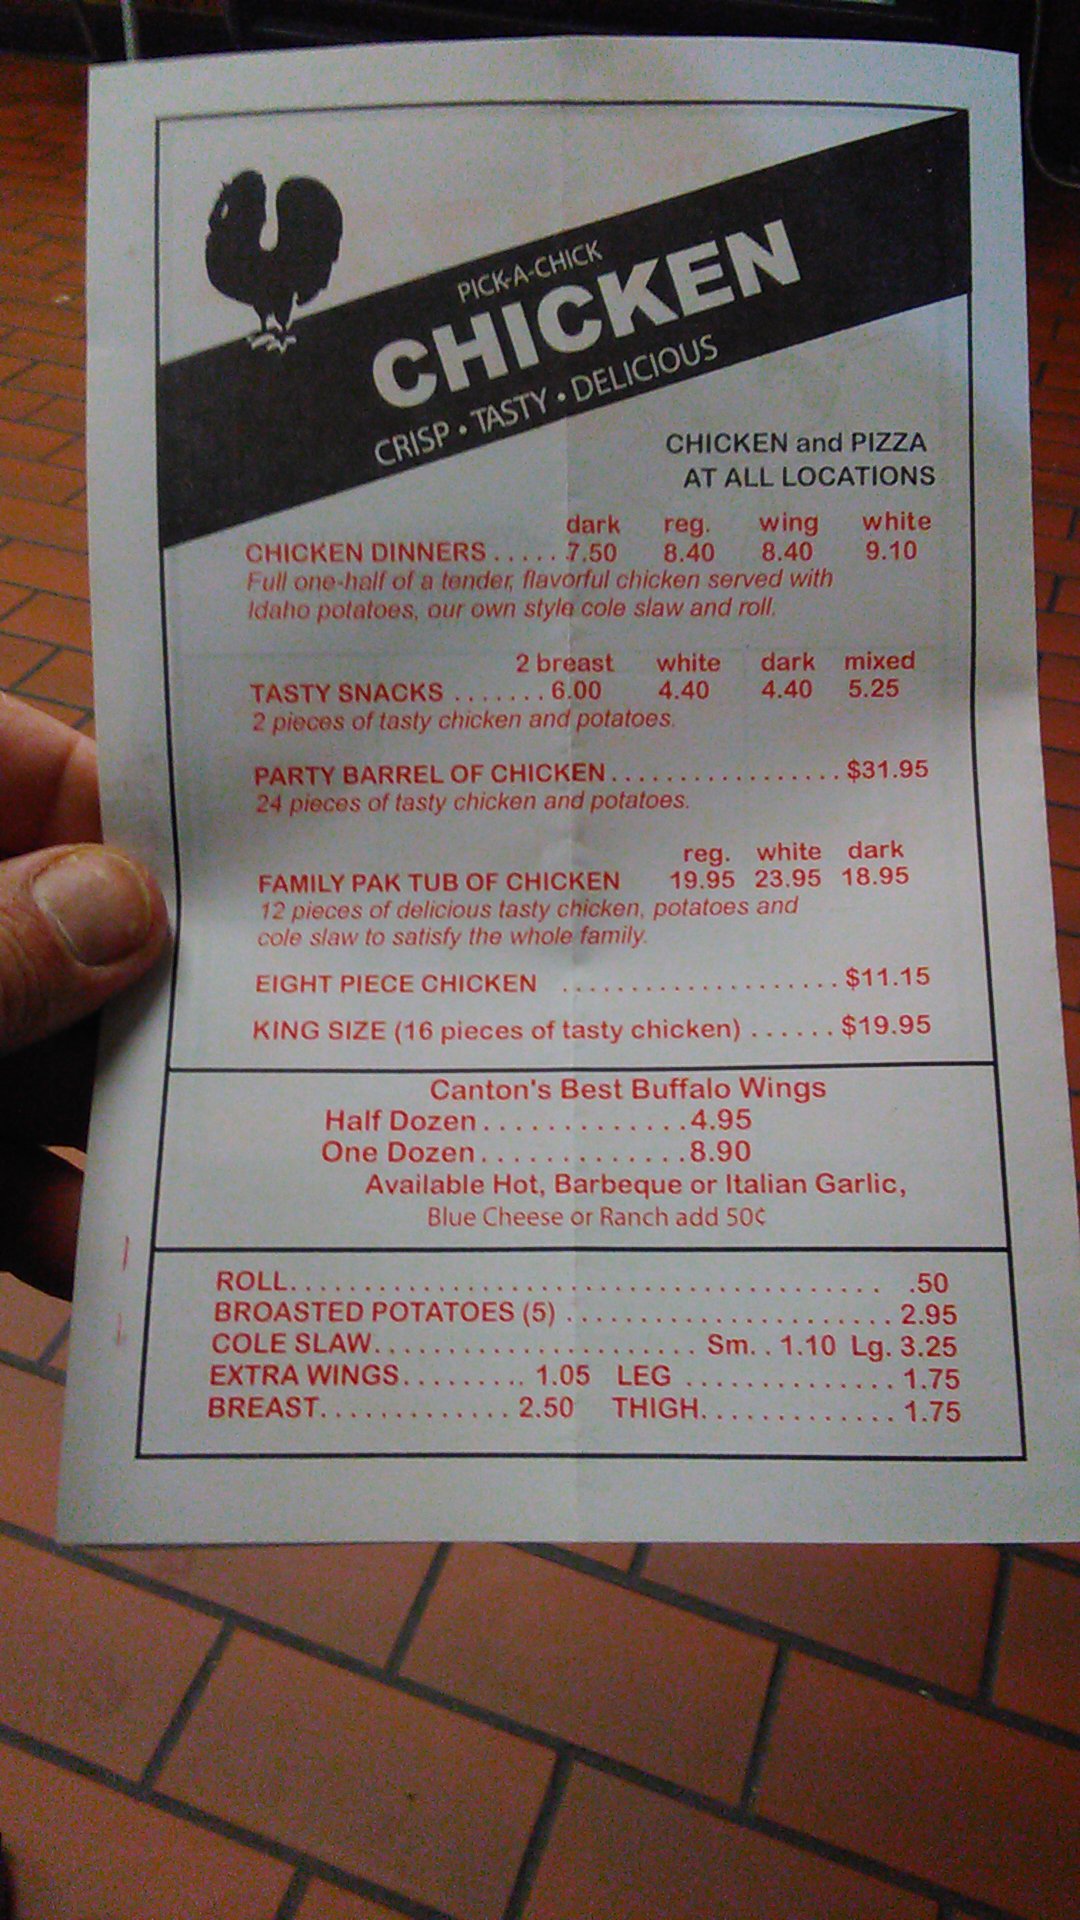 PICK-A-CHICK
CHICKEN
CRISP • TASTY • DELICIOUS
CHICKEN and PIZZA
AT ALL LOCATIONS
dark reg. wing white
CHICKEN DINNERS ...... 7.50 8.40 8.40 9.10
Full one-half of a tender, flavorful chicken served with
Idaho potatoes, our own style cole slaw and roll.
2 breast white dark mixed
TASTY SNACKS ....... 6.00 4.40 4.40 5.25
2 pieces of tasty chicken and potatoes.
PARTY BARREL OF CHICKEN ................. $31.95
24 pieces of tasty chicken and potatoes.
reg. white dark
FAMILY PAK TUB OF CHICKEN 19.95 23.95 18.95
12 pieces of delicious tasty chicken, potatoes and
cole slaw to satisfy the whole family.
EIGHT PIECE CHICKEN ..................... $11.15
KING SIZE (16 pieces of tasty chicken) ...... $19.95
Canton's Best Buffalo Wings
Half Dozen ............. 4.95
One Dozen ............. 8.90
Available Hot, Barbeque or Italian Garlic,
Blue Cheese or Ranch add 50¢
ROLL ......................................... .50
BROASTED POTATOES (5) ....................... 2.95
COLE SLAW ...................... Sm. . 1.10 Lg. 3.25
EXTRA WINGS ......... 1.05 LEG .............. 1.75
BREAST ............. 2.50 THIGH ............. 1.75